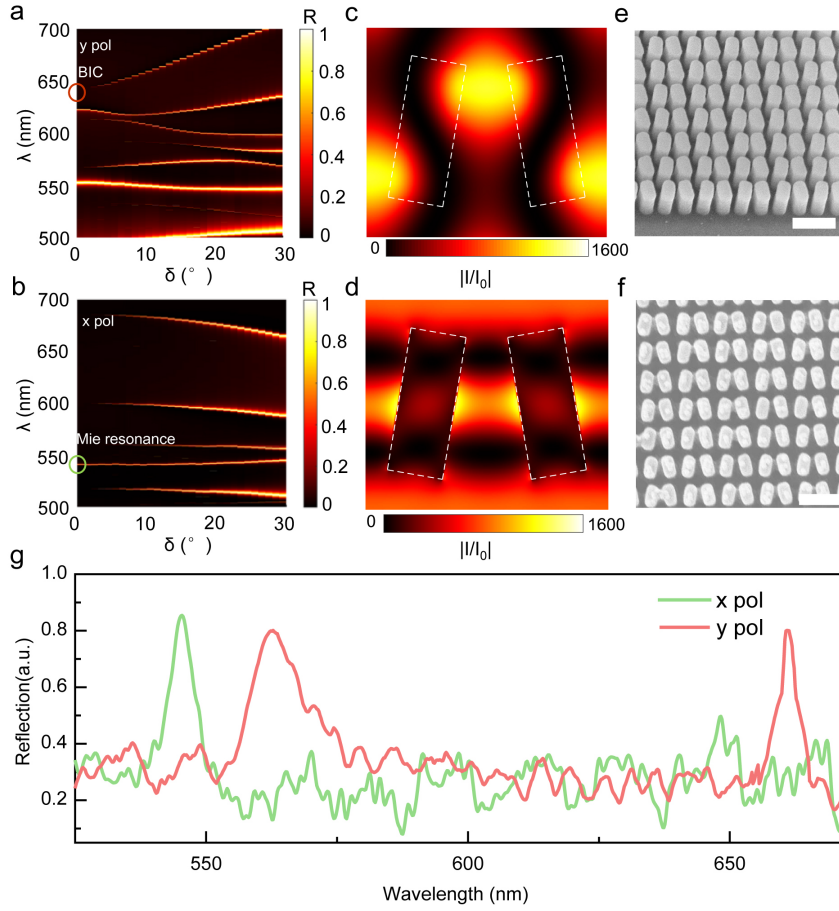 a
y pol
BIC
700
650
600
550
500
λ (nm)
0
10
20
30
δ (°)
R
1
0.8
0.6
0.4
0.2
0
c
0
1600
|I/I₀|
e
b
x pol
Mie resonance
700
650
600
550
500
λ (nm)
0
10
20
30
δ (°)
R
1
0.8
0.6
0.4
0.2
0
d
0
1600
|I/I₀|
f
g
1.0
0.8
0.6
0.4
0.2
Reflection(a.u.)
x pol
y pol
550
600
650
Wavelength (nm)